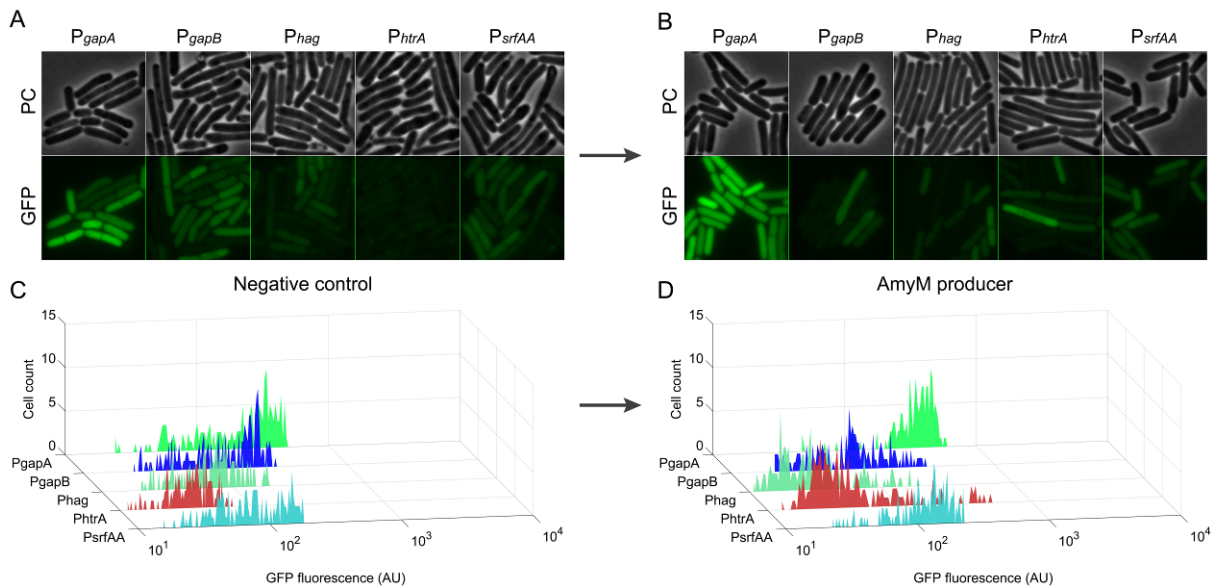 A
PgapA PgapB Phag PhtrA PsrfAA
PC
GFP
B
PgapA PgapB Phag PhtrA PsrfAA
PC
GFP
C
Negative control
15
10
5
0
Cell count
PgapA
PgapB
Phag
PhtrA
PsrfAA
10^1
10^2
10^3
10^4
GFP fluorescence (AU)
D
AmyM producer
15
10
5
0
Cell count
PgapA
PgapB
Phag
PhtrA
PsrfAA
10^1
10^2
10^3
10^4
GFP fluorescence (AU)